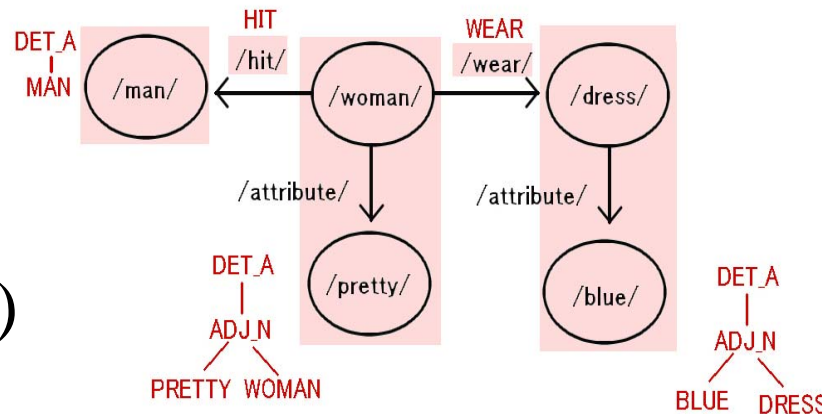 HIT
WEAR
DET_A
MAN
/hit/
/wear/
/man/
/woman/
/dress/
/attribute/
/attribute/
/pretty/
/blue/
DET_A
ADJ_N
PRETTY WOMAN
DET_A
ADJ_N
BLUE DRESS
)